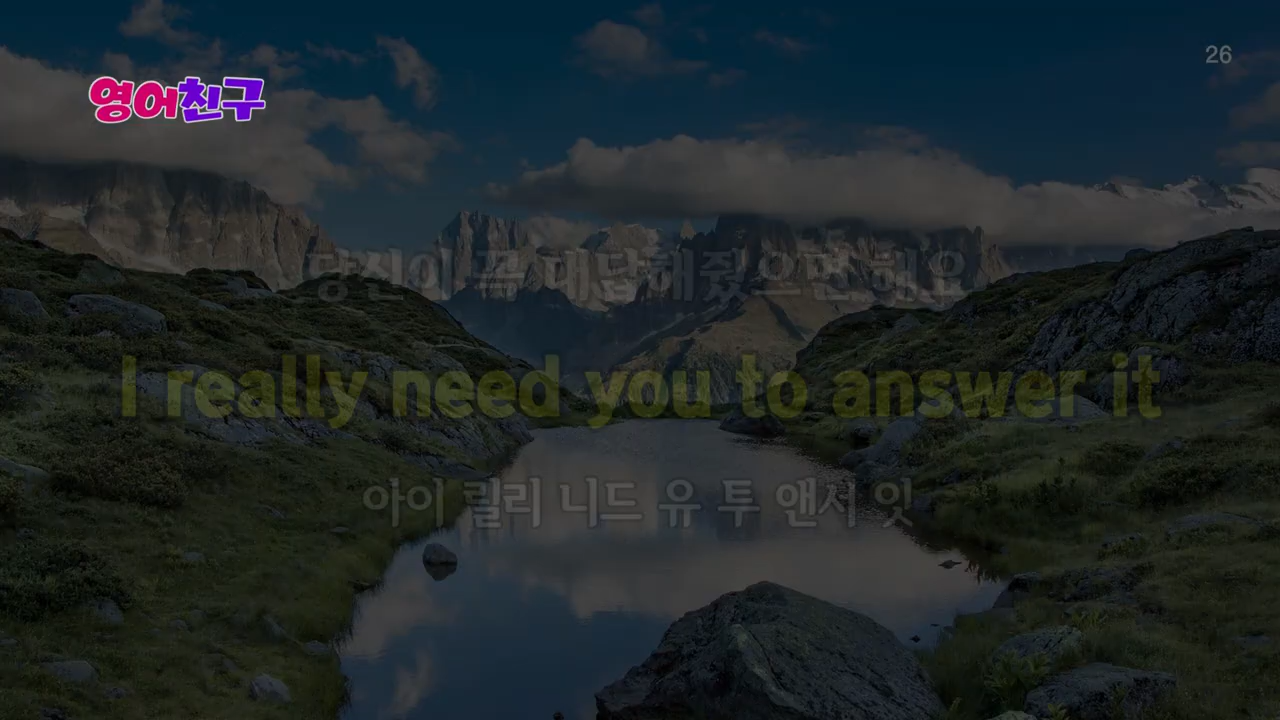 영어친구
26
당신이 꼭 대답해줬으면 해요
I really need you to answer it
아이 륄리 니드 유 투 앤서 잇